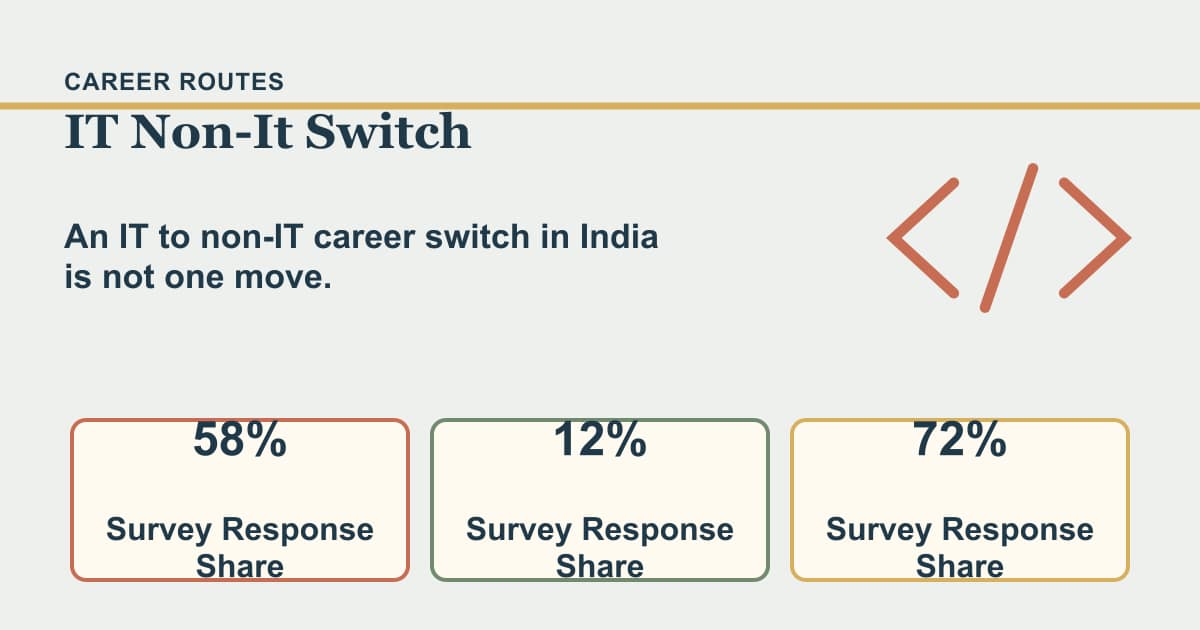 CAREER ROUTES
IT Non-It Switch
An IT to non-IT career switch in India
is not one move.
58%
Survey Response
Share
12%
Survey Response
Share
72%
Survey Response
Share